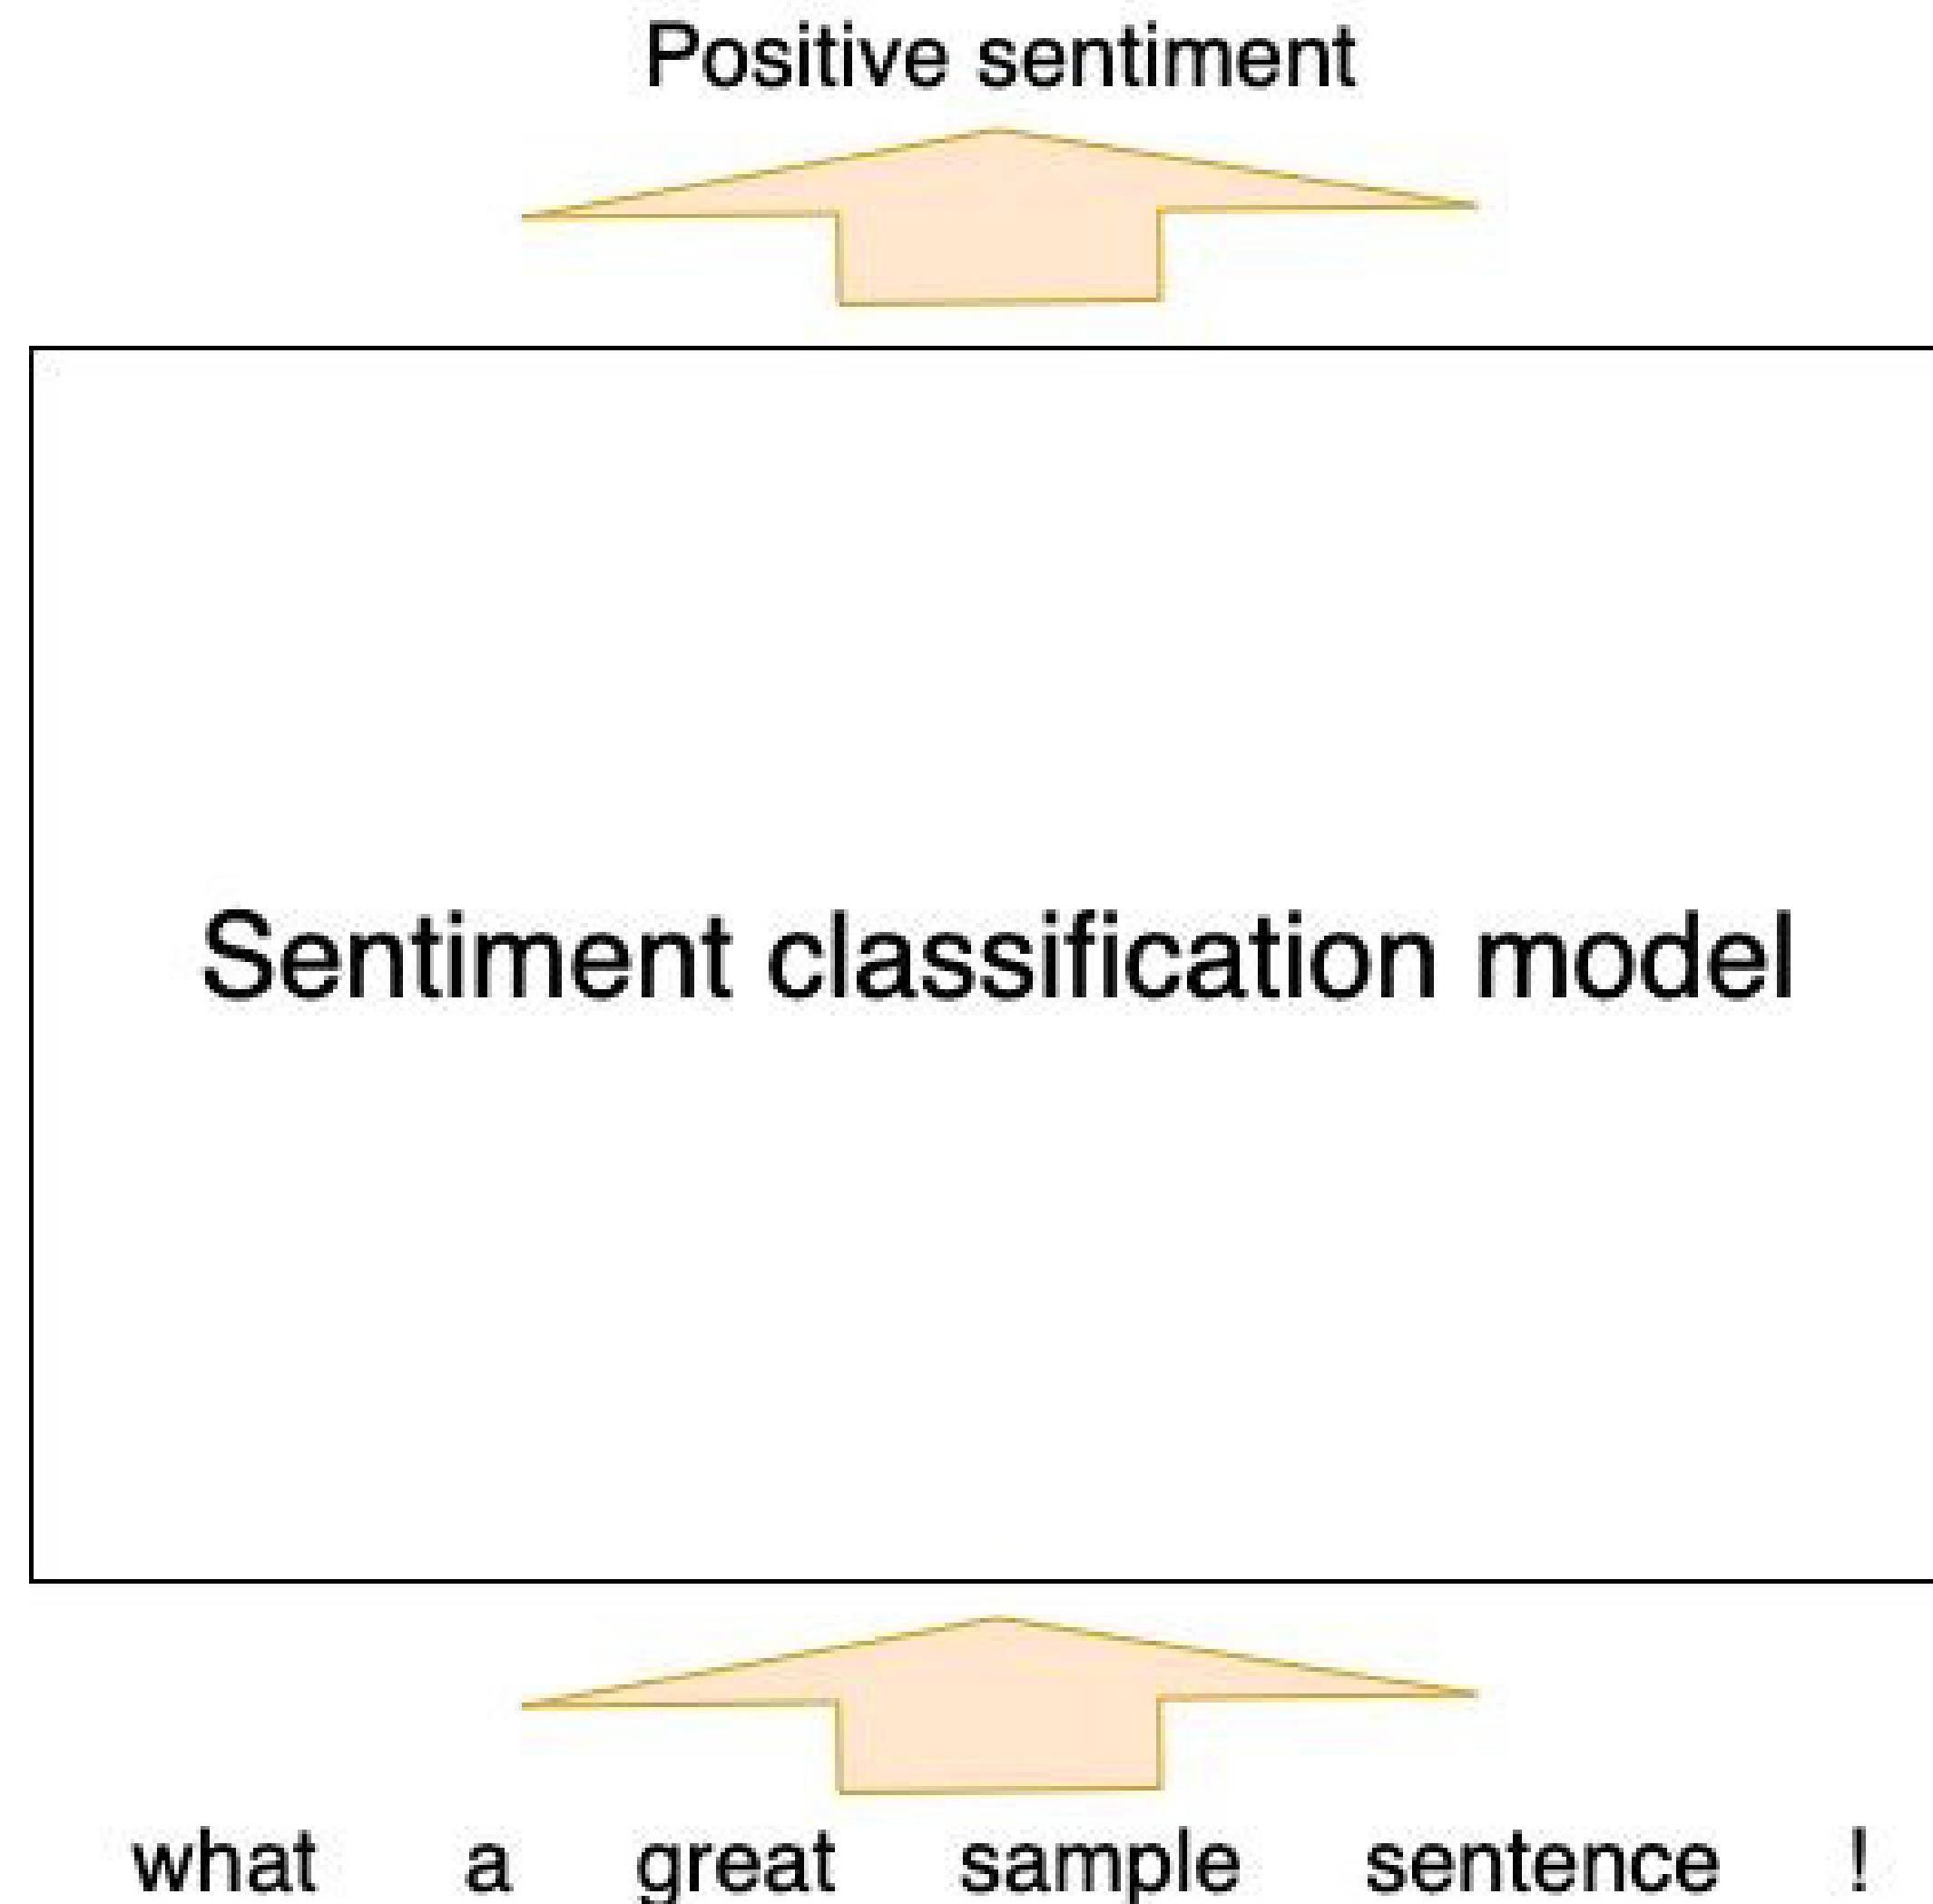 Positive sentiment
Sentiment classification model
what a great sample sentence !